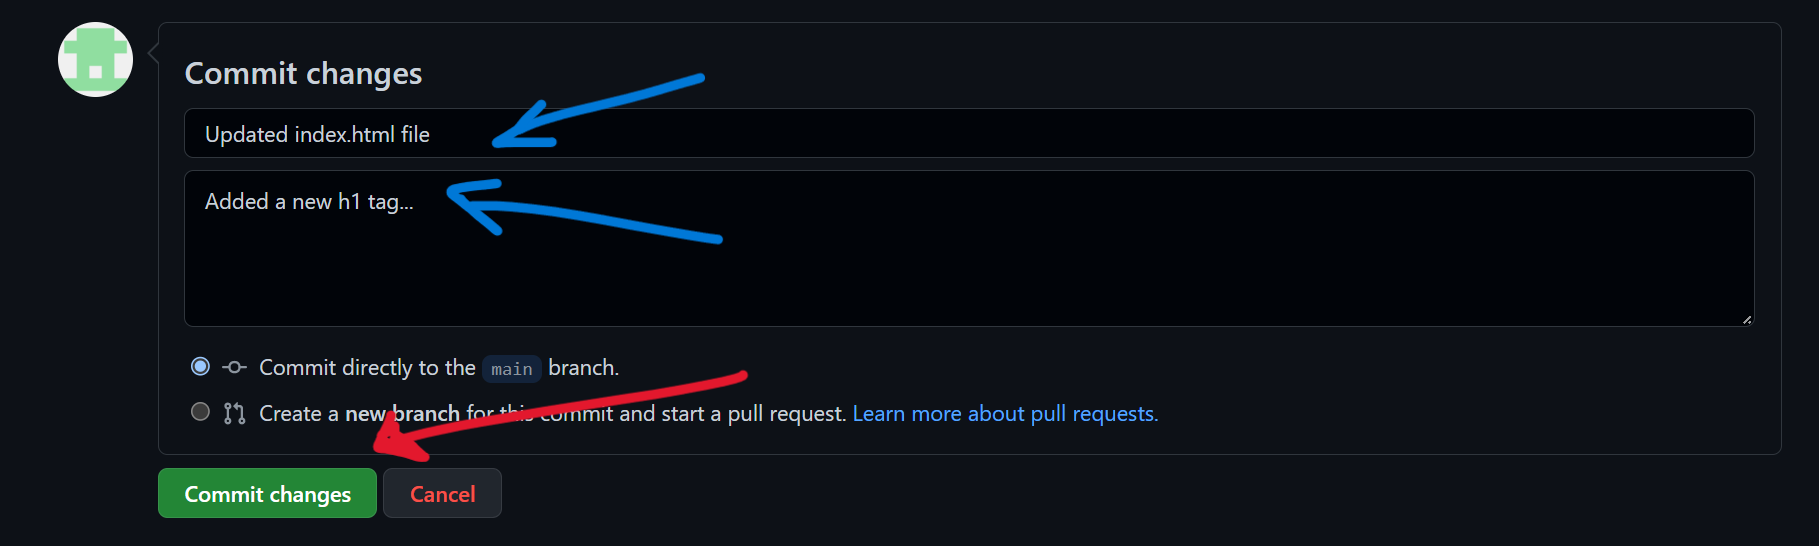 Commit changes
Updated index.html file
Added a new h1 tag...
Commit directly to the main branch.
Create a new branch for this commit and start a pull request. Learn more about pull requests.
Commit changes Cancel